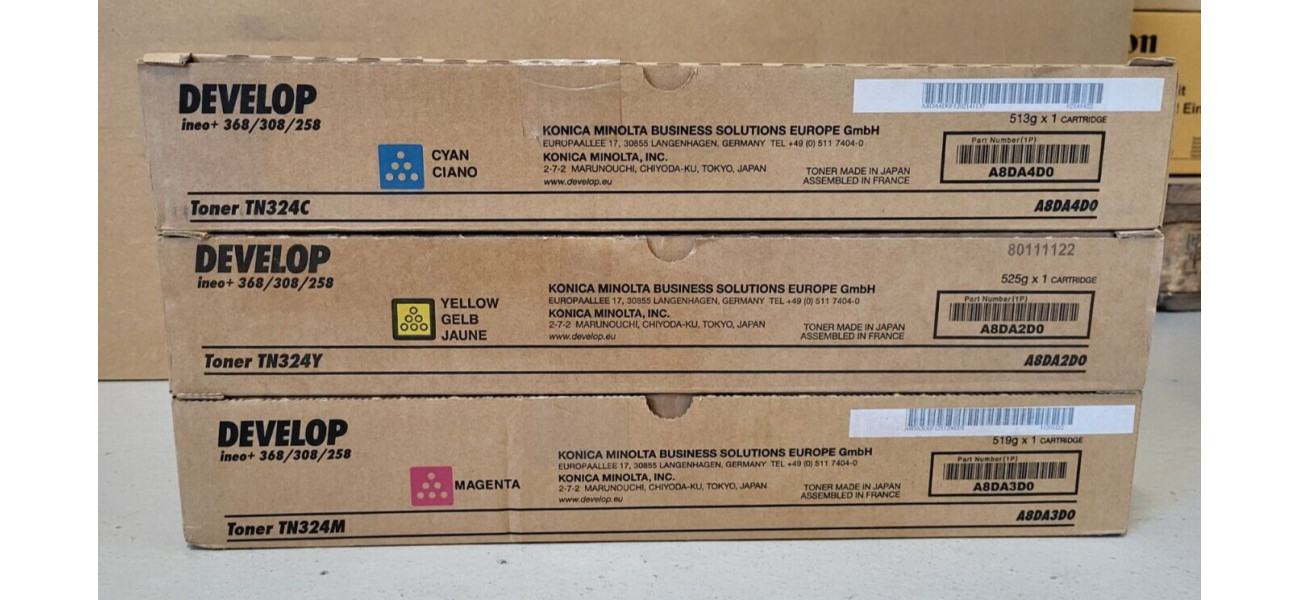 DEVELOP
ineo+ 368/308/258
CYAN
CIANO
KONICA MINOLTA BUSINESS SOLUTIONS EUROPE GmbH
EUROPAALLEE 17, 30855 LANGENHAGEN, GERMANY TEL +49 (0) 511 7404-0
KONICA MINOLTA, INC.
2-7-2 MARUNOUCHI, CHIYODA-KU, TOKYO, JAPAN
www.develop.eu
TONER MADE IN JAPAN
ASSEMBLED IN FRANCE
513g x 1 CARTRIDGE
Part Number(1P)
A8DA4D0
Toner TN324C
A8DA4D0
DEVELOP
ineo+ 368/308/258
YELLOW
GELB
JAUNE
KONICA MINOLTA BUSINESS SOLUTIONS EUROPE GmbH
EUROPAALLEE 17, 30855 LANGENHAGEN, GERMANY TEL +49 (0) 511 7404-0
KONICA MINOLTA, INC.
2-7-2 MARUNOUCHI, CHIYODA-KU, TOKYO, JAPAN
www.develop.eu
TONER MADE IN JAPAN
ASSEMBLED IN FRANCE
80111122
525g x 1 CARTRIDGE
Part Number(1P)
A8DA2D0
Toner TN324Y
A8DA2D0
DEVELOP
ineo+ 368/308/258
MAGENTA
KONICA MINOLTA BUSINESS SOLUTIONS EUROPE GmbH
EUROPAALLEE 17, 30855 LANGENHAGEN, GERMANY TEL +49 (0) 511 7404-0
KONICA MINOLTA, INC.
2-7-2 MARUNOUCHI, CHIYODA-KU, TOKYO, JAPAN
www.develop.eu
TONER MADE IN JAPAN
ASSEMBLED IN FRANCE
519g x 1 CARTRIDGE
Part Number(1P)
A8DA3D0
Toner TN324M
A8DA3D0